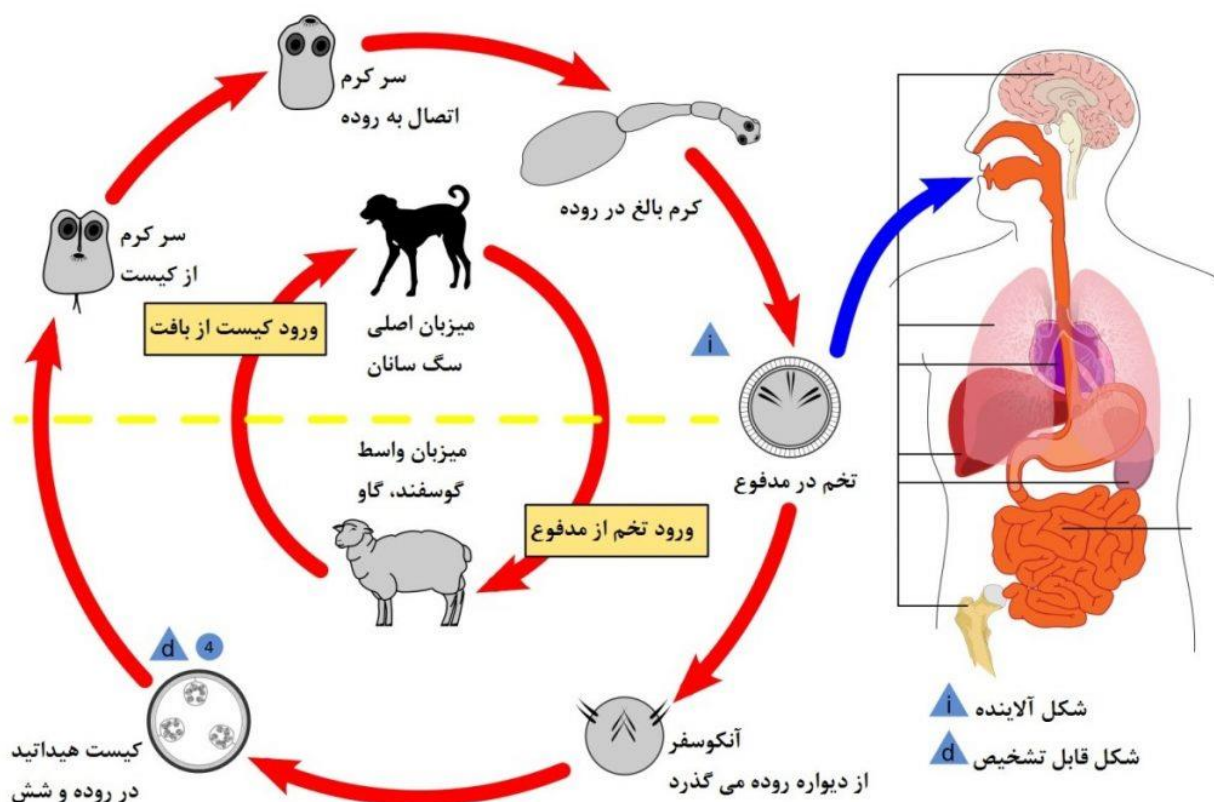 سر کرم
اتصال به روده
کرم بالغ در روده
سر کرم
از کیست
ورود کیست از بافت
میزبان اصلی
سگ سانان
i
میزبان واسط
گوسفند، گاو
تخم در مدفوع
ورود تخم از مدفوع
d 4
کیست هیداتید
در روده و شش
آنکوسفر
از دیواره روده می گذرد
i شکل آلاینده
d شکل قابل تشخیص